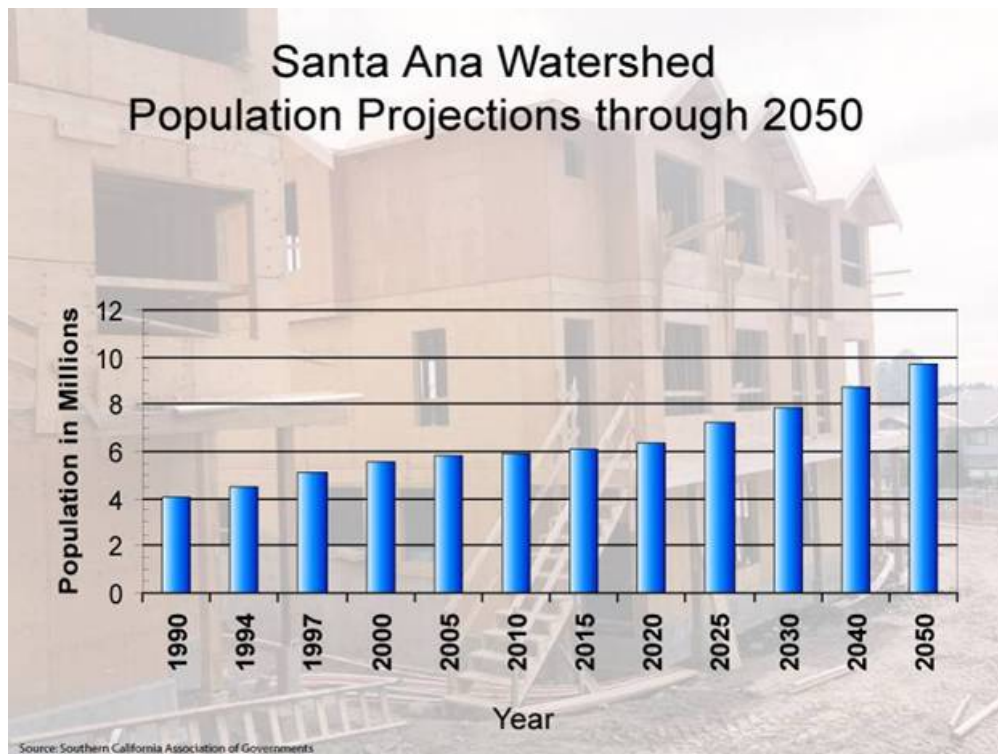 Santa Ana Watershed
Population Projections through 2050
Population in Millions
12
10
8
6
4
2
0
1990 1994 1997 2000 2005 2010 2015 2020 2025 2030 2040 2050
Year
Source: Southern California Association of Governments